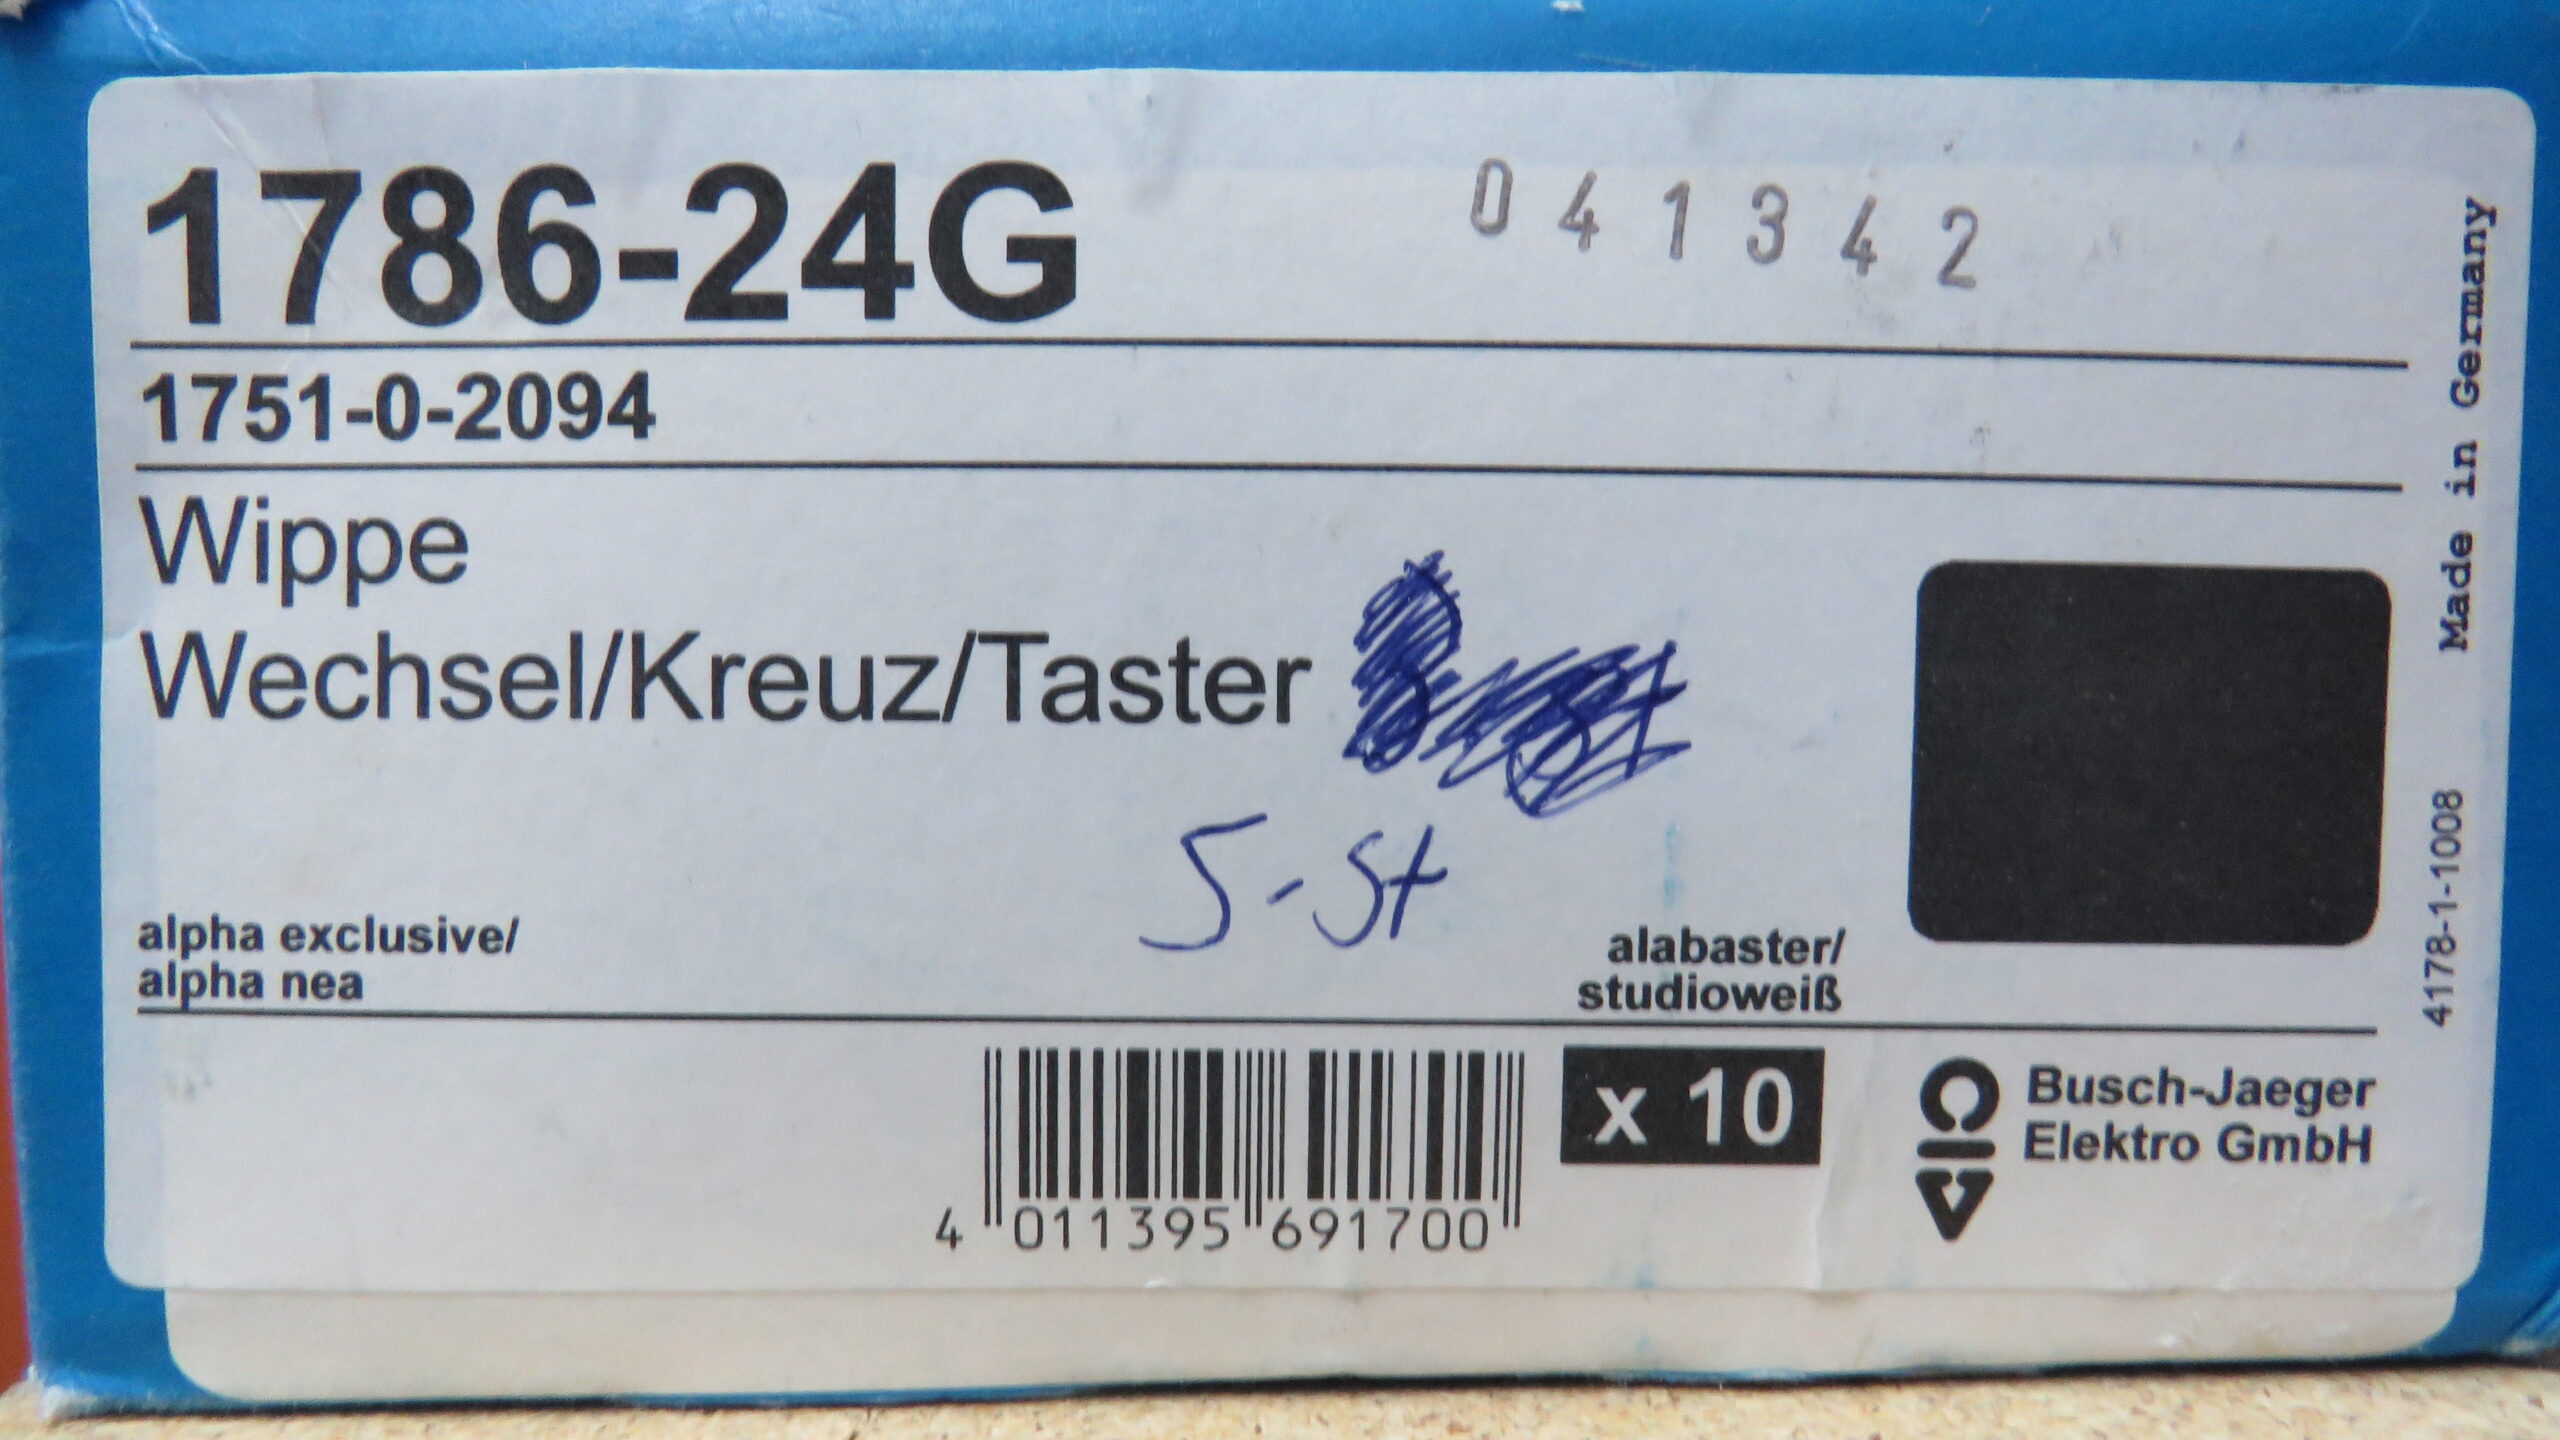 1786-24G
041342
1751-0-2094
Wippe
Wechsel/Kreuz/Taster
5-St
alpha exclusive/
alpha nea
alabaster/
studioweiß
4 011395 691700
x 10
Busch-Jaeger
Elektro GmbH
Made in Germany
4178-1-1008